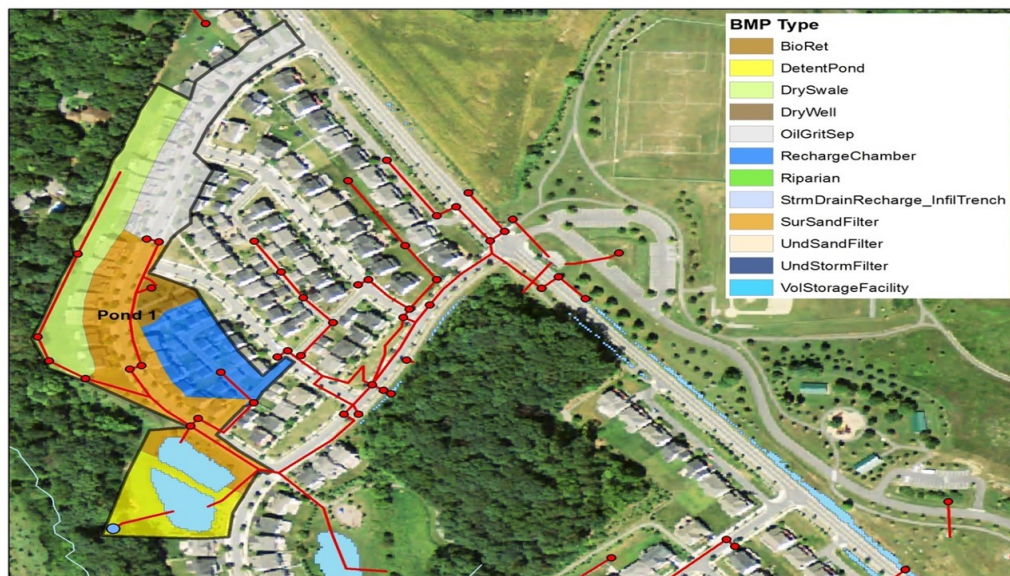 BMP Type
BioRet
DetentPond
DrySwale
DryWell
OilGritSep
RechargeChamber
Riparian
StrmDrainRecharge_InfilTrench
SurSandFilter
UndSandFilter
UndStormFilter
VolStorageFacility
Pond 1